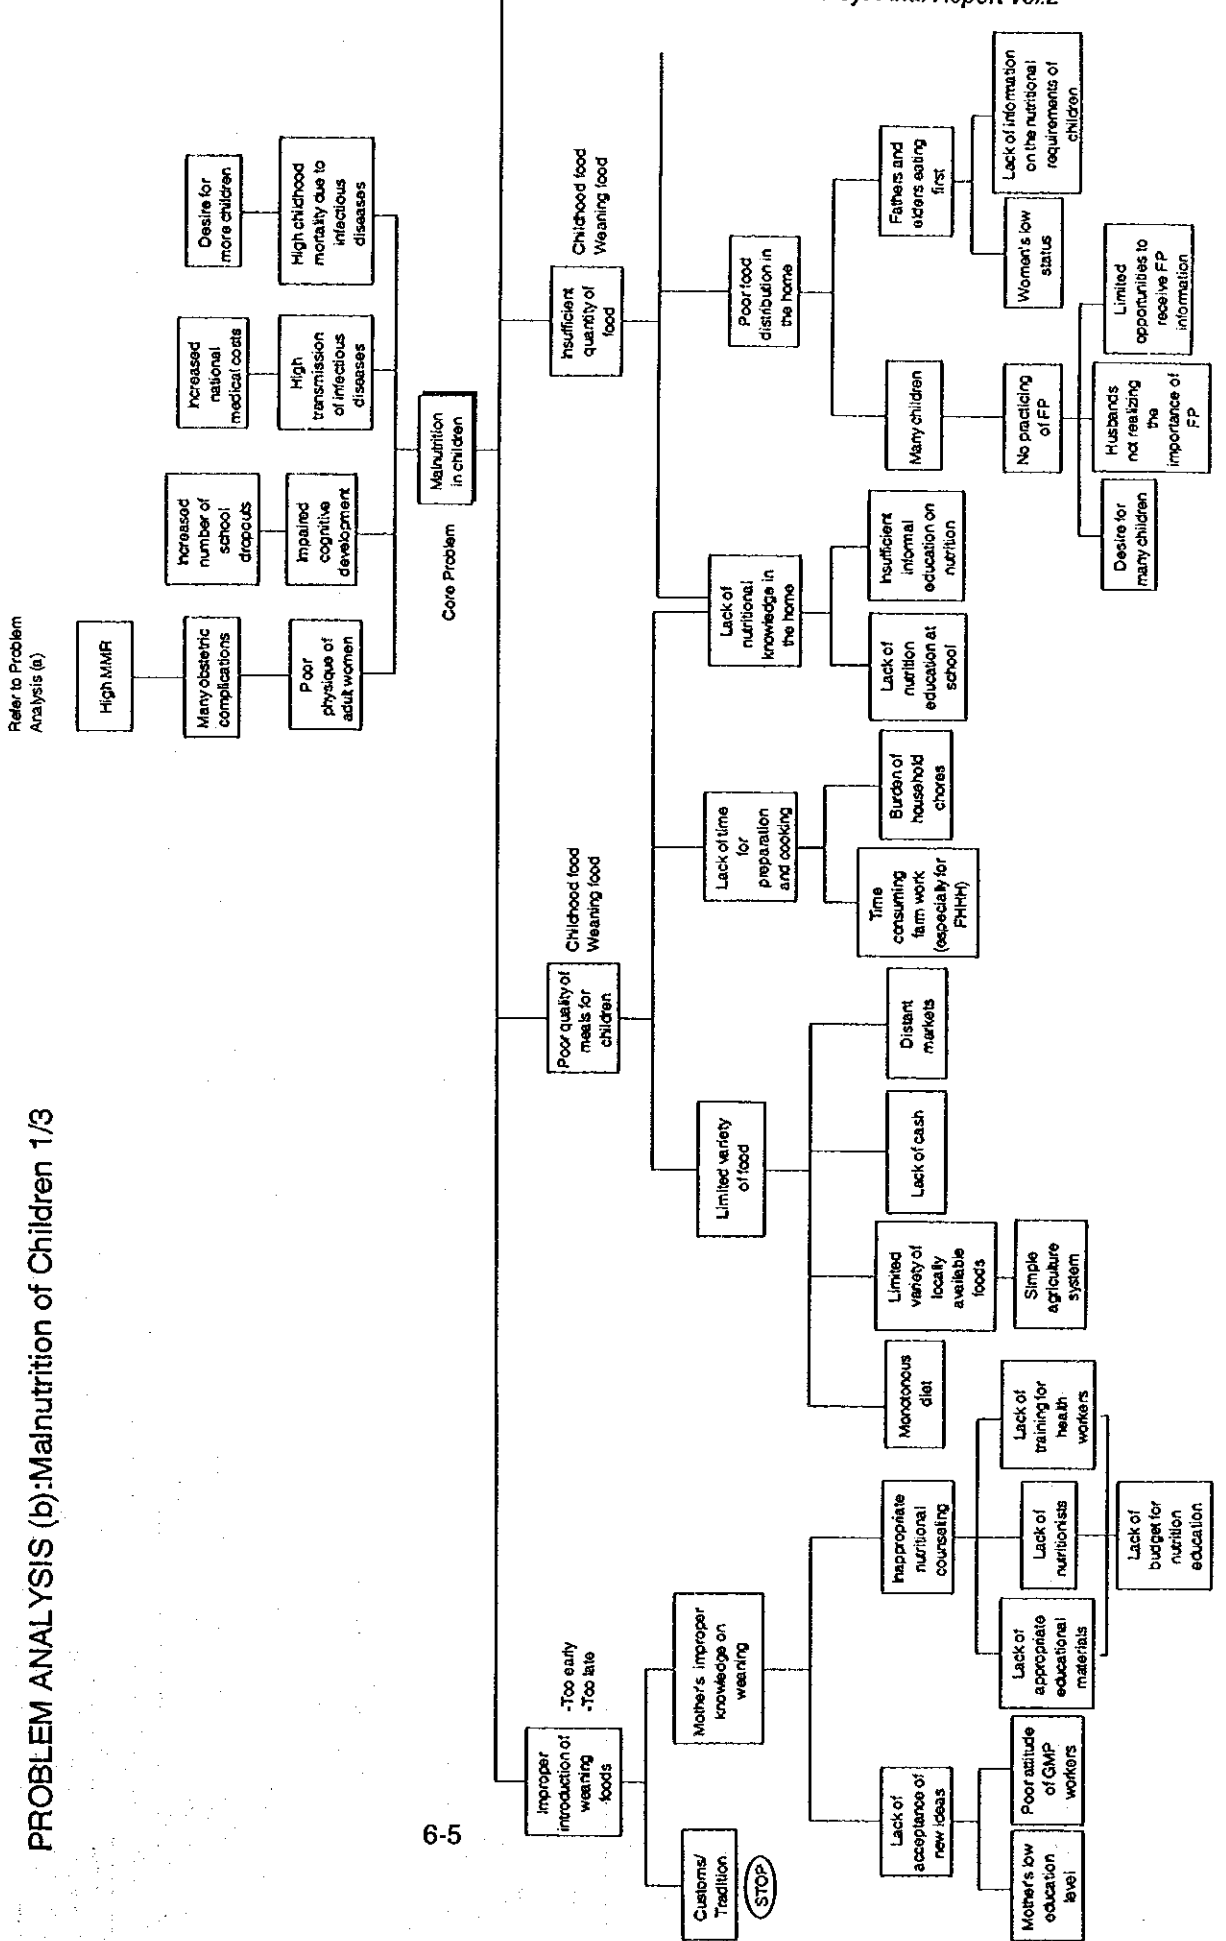 Report Vol.2
PROBLEM ANALYSIS (b):Malnutrition of Children 1/3
Refer to Problem
Analysis (a)
High MMR
Many obstetric
complications
Increased
number of
school
dropouts
Increased
national
medical costs
Desire for
more children
Poor
physique of
adult women
Impaired
cognitive
development
High
transmission
of infectious
diseases
High childhood
mortality due to
infectious
diseases
Core Problem
Malnutrition
in children
Improper
introduction of
weaning
foods
-Too early
-Too late
Poor quality of
meals for
children
Childhood food
Weaning food
Insufficient
quantity of
food
Childhood food
Weaning food
Customs/
Tradition
STOP
Mother's improper
knowledge on
weaning
Limited variety
of food
Lack of time
for
preparation
and cooking
Lack of
nutritional
knowledge in
the home
Poor food
distribution in
the home
Lack of
acceptance of
new ideas
Inappropriate
nutritional
counseling
Monotonous
diet
Limited
variety of
locally
available
foods
Lack of cash
Distant
markets
Time
consuming
farm work
(especially for
FHHH)
Burden of
household
chores
Lack of
nutrition
education at
school
Insufficient
informal
education on
nutrition
Many children
Fathers and
elders eating
first
Mother's low
education
level
Poor attitude
of GMP
workers
Lack of
appropriate
educational
materials
Lack of
nutritionists
Lack of
training for
health
workers
Simple
agriculture
system
No practicing
of FP
Women's low
status
Lack of information
on the nutritional
requirements of
children
Lack of
budget for
nutrition
education
Desire for
many children
Husbands
not realizing
the
importance of
FP
Limited
opportunities to
receive FP
information
6-5